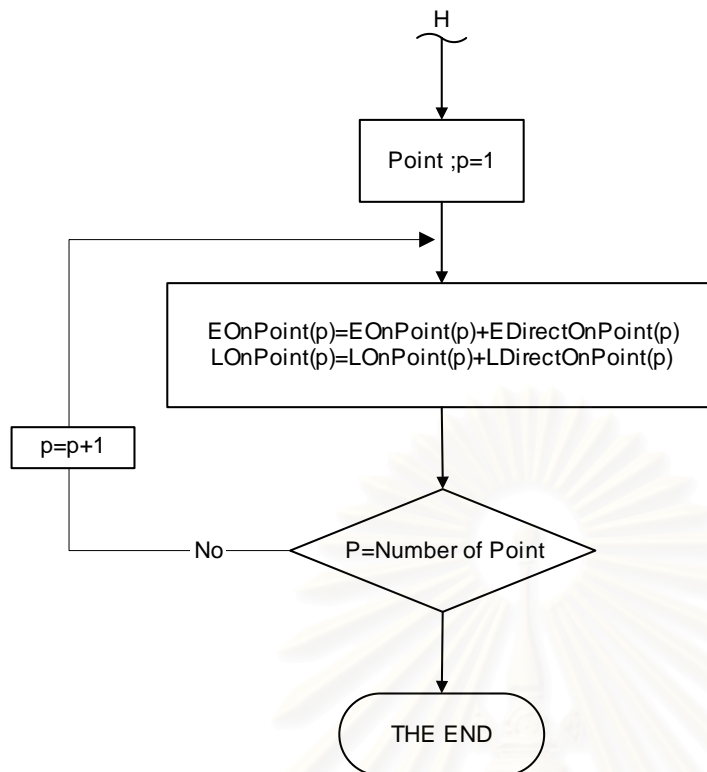 H
Point ;p=1
EOnPoint(p)=EOnPoint(p)+EDirectOnPoint(p)
LOnPoint(p)=LOnPoint(p)+LDirectOnPoint(p)
p=p+1
No
P=Number of Point
THE END